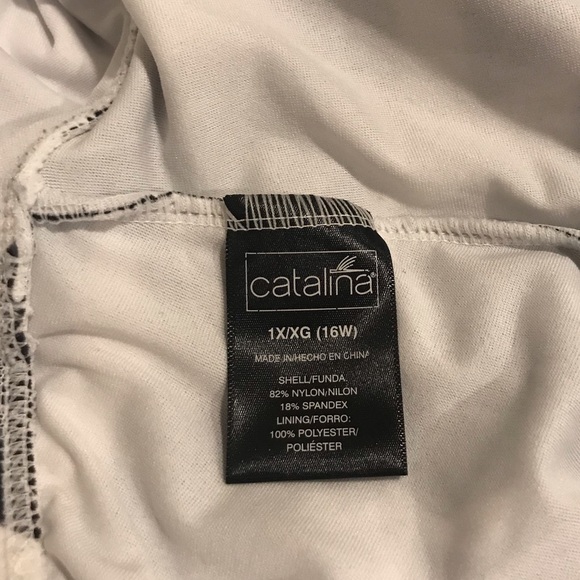 catalina®
1X/XG (16W)
MADE IN/HECHO EN CHINA
SHELL/FUNDA:
82% NYLON/NILON
18% SPANDEX
LINING/FORRO:
100% POLYESTER/
POLIÉSTER